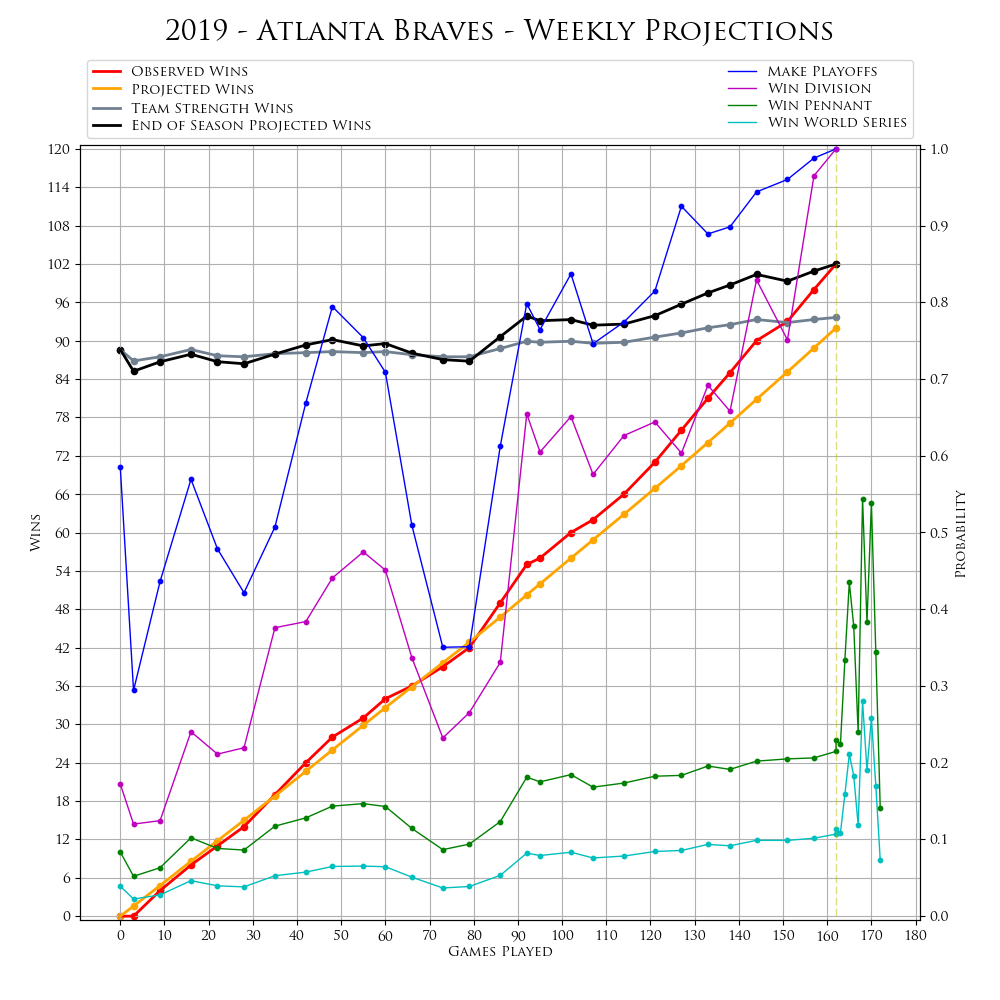 2019 - Atlanta Braves - Weekly Projections
Observed Wins
Projected Wins
Team Strength Wins
End of Season Projected Wins
Make Playoffs
Win Division
Win Pennant
Win World Series
120
114
108
102
96
90
84
78
72
66
60
54
48
42
36
30
24
18
12
6
0
Wins
1.0
0.9
0.8
0.7
0.6
0.5
0.4
0.3
0.2
0.1
0.0
Probability
0 10 20 30 40 50 60 70 80 90 100 110 120 130 140 150 160 170 180
Games Played